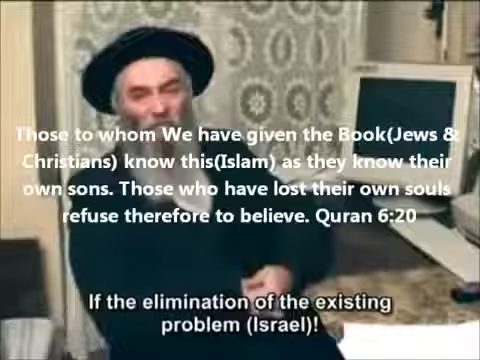 Those to whom We have given the Book(Jews &
Christians) know this(Islam) as they know their
own sons. Those who have lost their own souls
refuse therefore to believe. Quran 6:20
If the elimination of the existing
problem (Israel)!